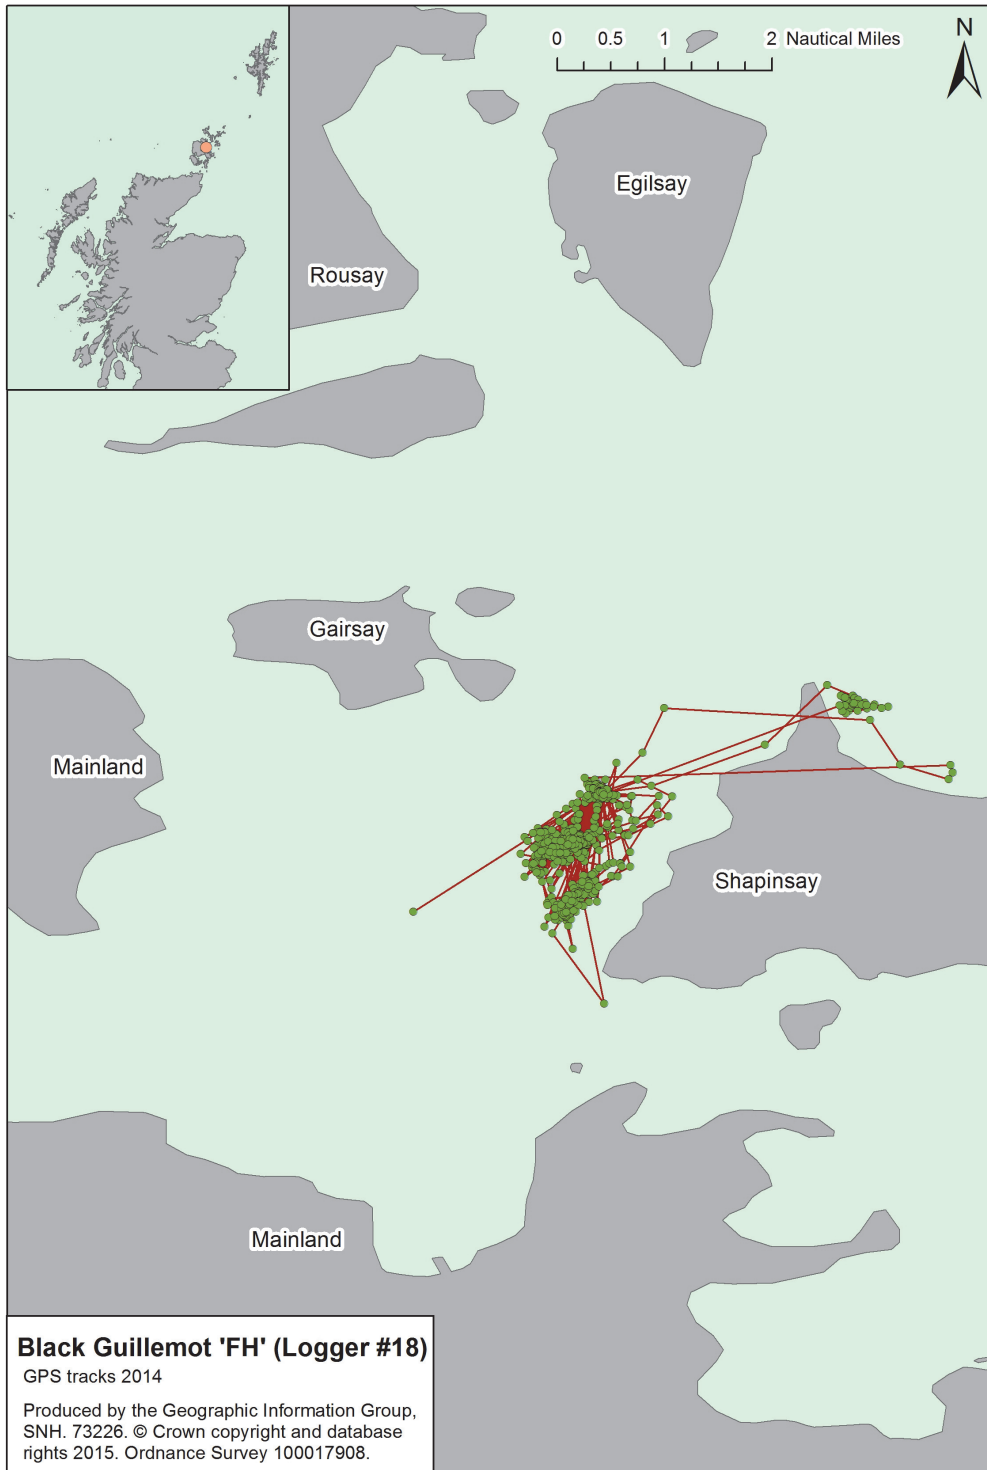 0 0.5 1 2 Nautical Miles
N
Egilsay
Rousay
Gairsay
Mainland
Shapinsay
Mainland
Black Guillemot 'FH' (Logger #18)
GPS tracks 2014
Produced by the Geographic Information Group,
SNH. 73226. © Crown copyright and database
rights 2015. Ordnance Survey 100017908.